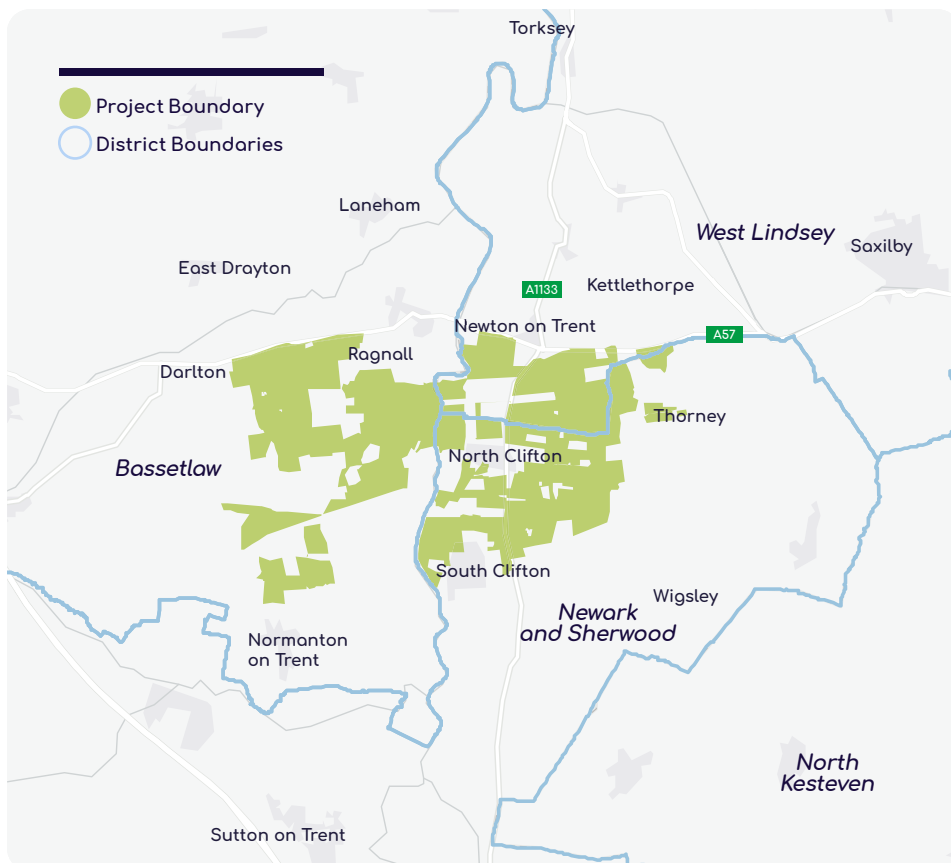 Torksey
Project Boundary
District Boundaries
Laneham
West Lindsey
Saxilby
East Drayton
Kettlethorpe
A1133
Newton on Trent
A57
Ragnall
Darlton
Thorney
North Clifton
Bassetlaw
South Clifton
Wigsley
Newark
and Sherwood
Normanton
on Trent
North
Kesteven
Sutton on Trent